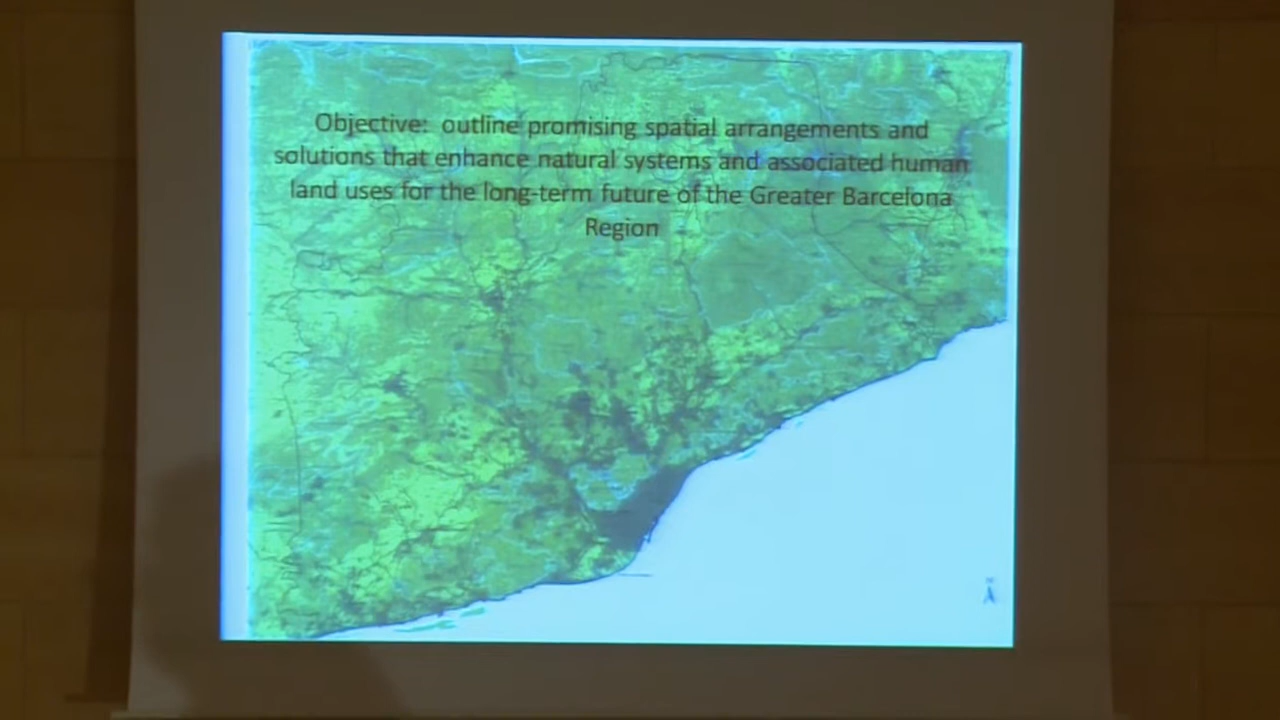 Objective: outline promising spatial arrangements and
solutions that enhance natural systems and associated human
land uses for the long-term future of the Greater Barcelona
Region